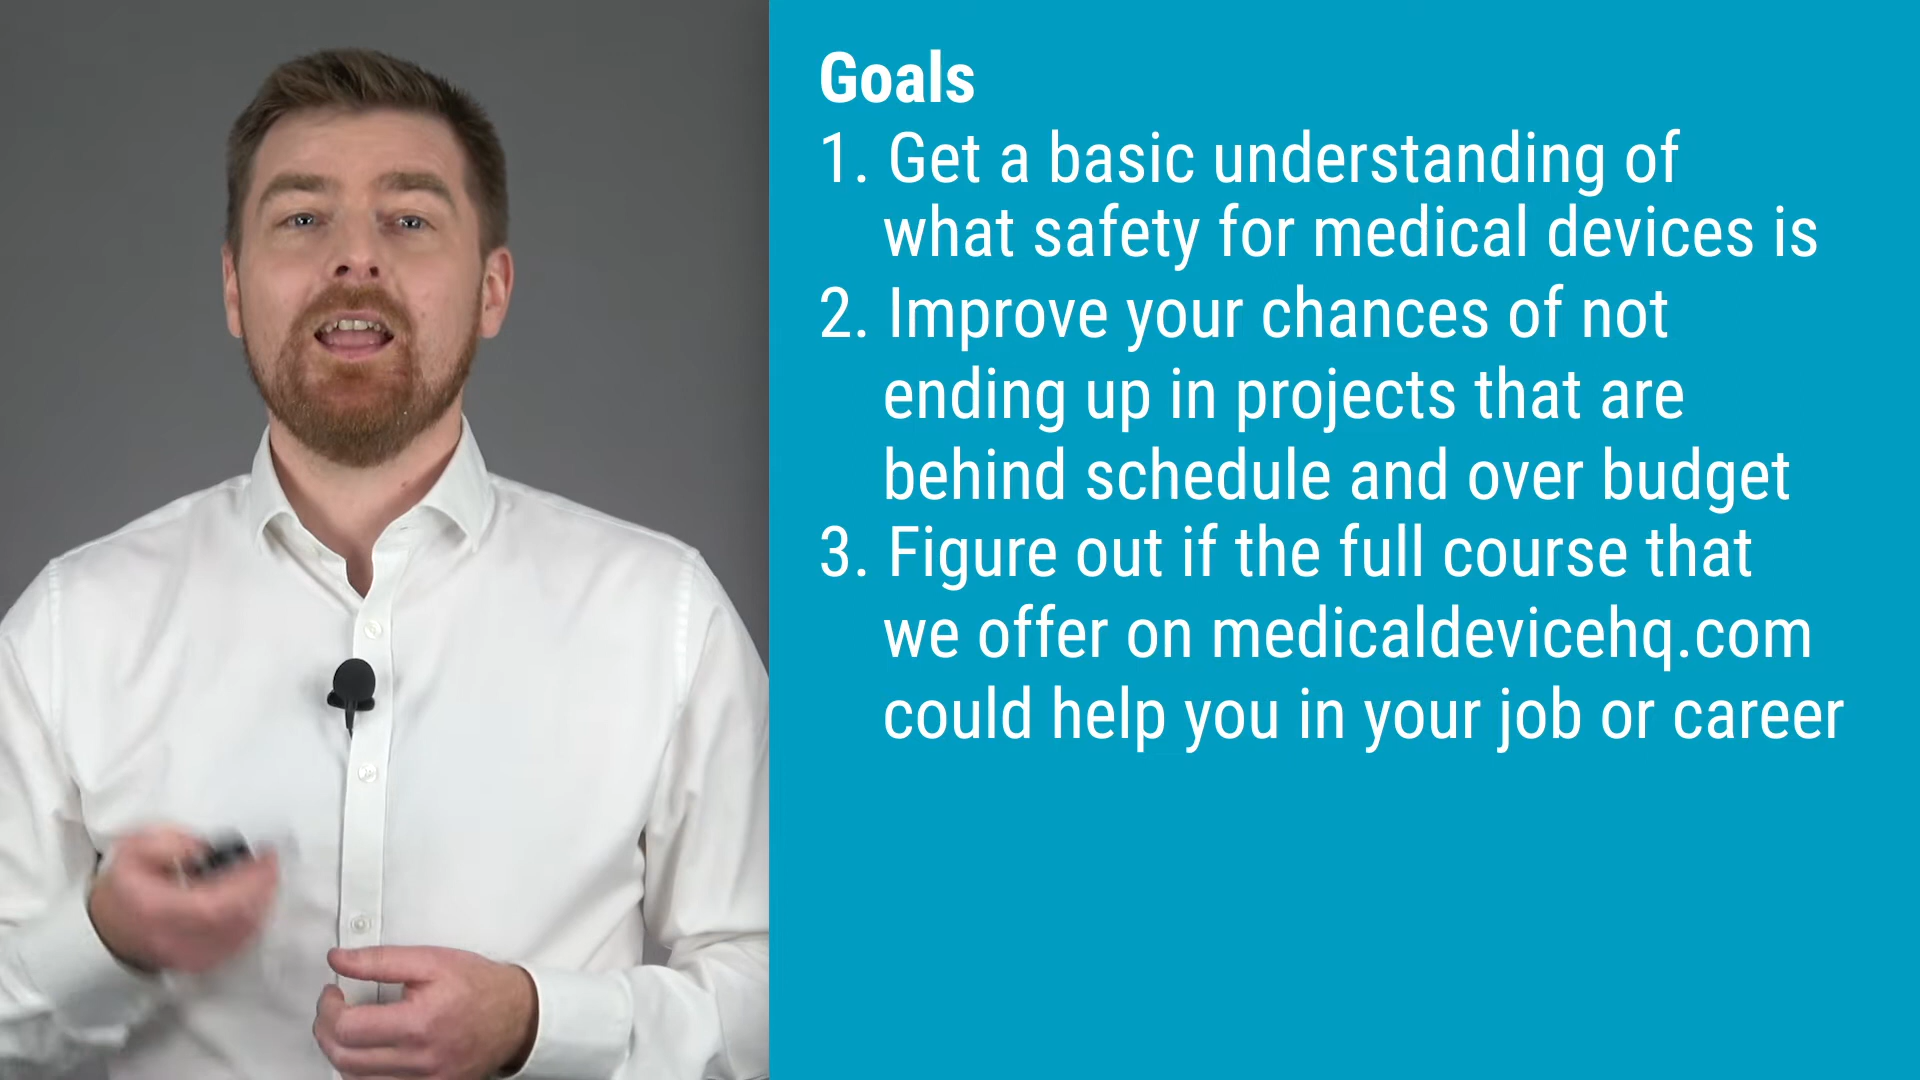 Goals
1. Get a basic understanding of
what safety for medical devices is
2. Improve your chances of not
ending up in projects that are
behind schedule and over budget
3. Figure out if the full course that
we offer on medicaldevicehq.com
could help you in your job or career